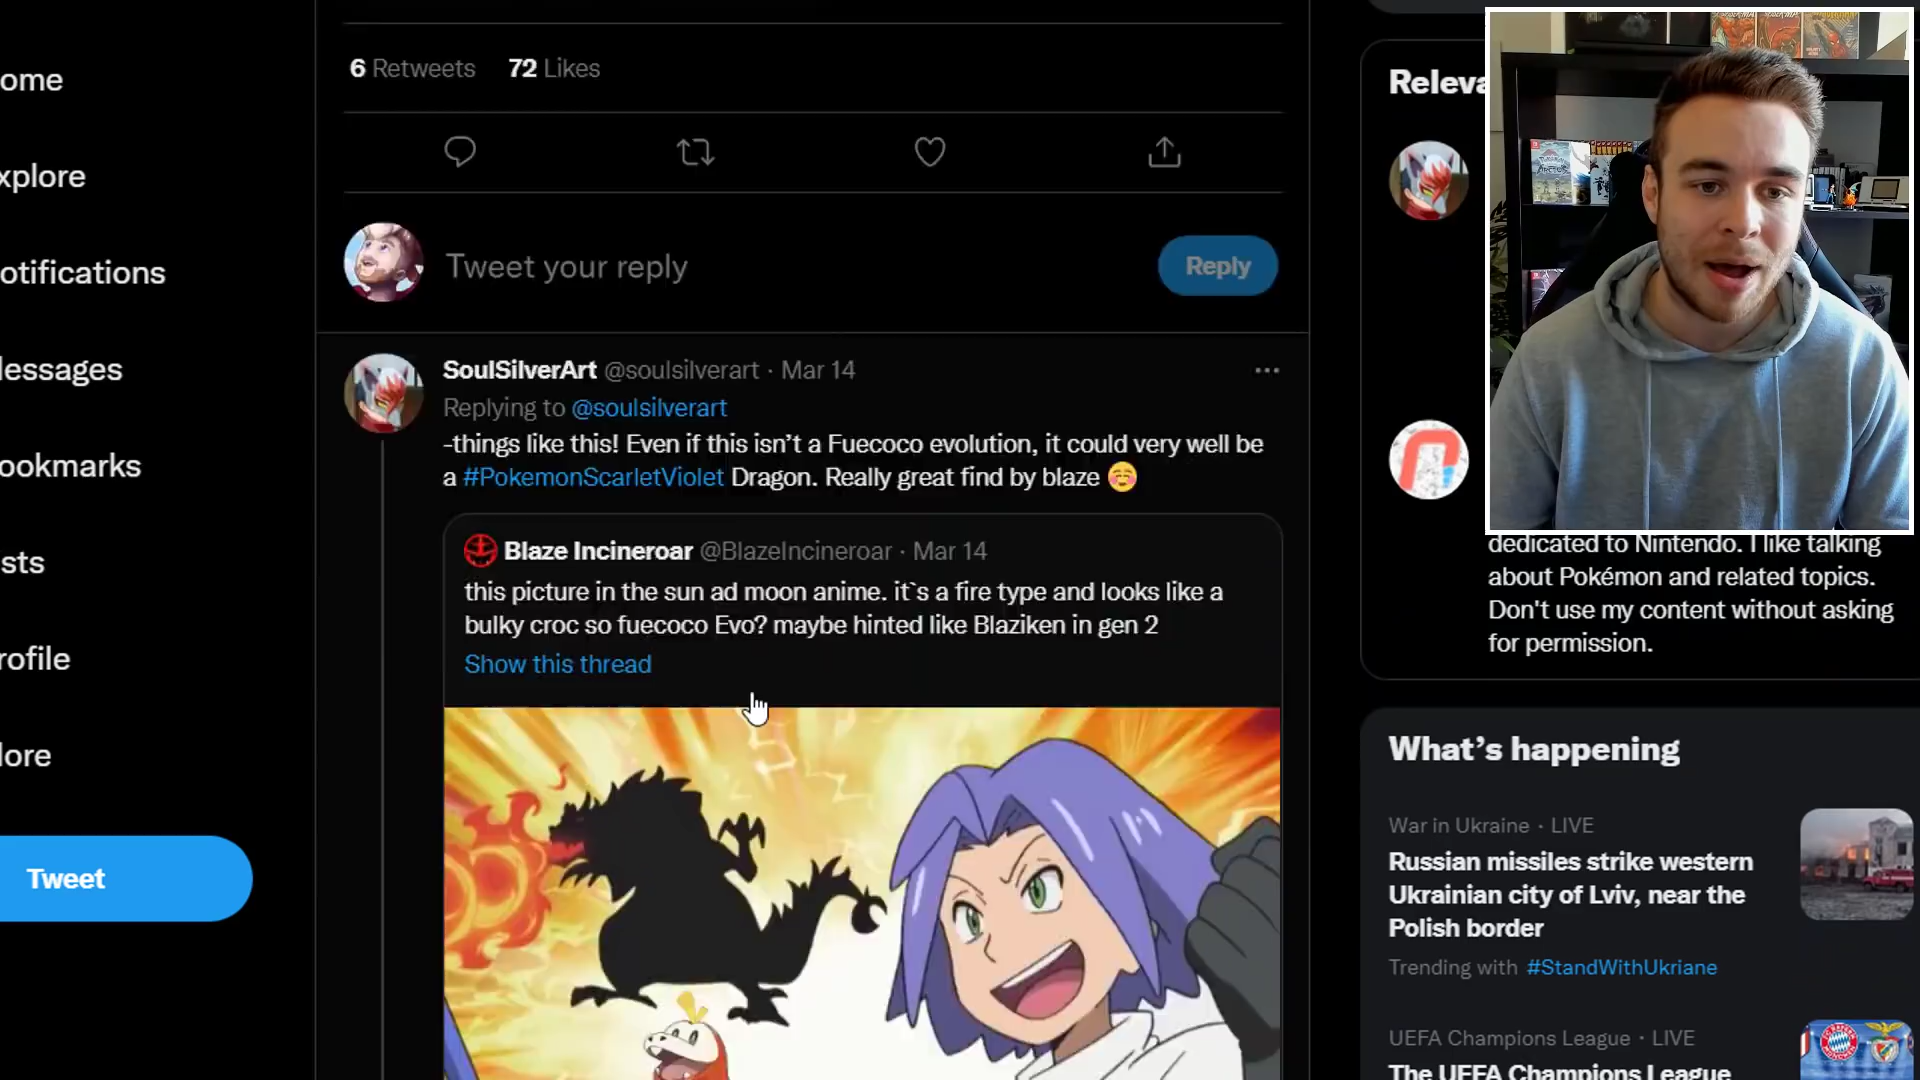 ome
xplore
otifications
essages
ookmarks
sts
rofile
lore
Tweet
6 Retweets 72 Likes
Tweet your reply
Reply
SoulSilverArt @soulsilverart · Mar 14
Replying to @soulsilverart
-things like this! Even if this isn't a Fuecoco evolution, it could very well be
a #PokemonScarletViolet Dragon. Really great find by blaze ☺️
Blaze Incineroar @BlazeIncineroar · Mar 14
this picture in the sun ad moon anime. it`s a fire type and looks like a
bulky croc so fuecoco Evo? maybe hinted like Blaziken in gen 2
Show this thread
Releva
dedicated to Nintendo. I like talking
about Pokémon and related topics.
Don't use my content without asking
for permission.
What's happening
War in Ukraine · LIVE
Russian missiles strike western
Ukrainian city of Lviv, near the
Polish border
Trending with #StandWithUkriane
UEFA Champions League · LIVE
The UEFA Champions League